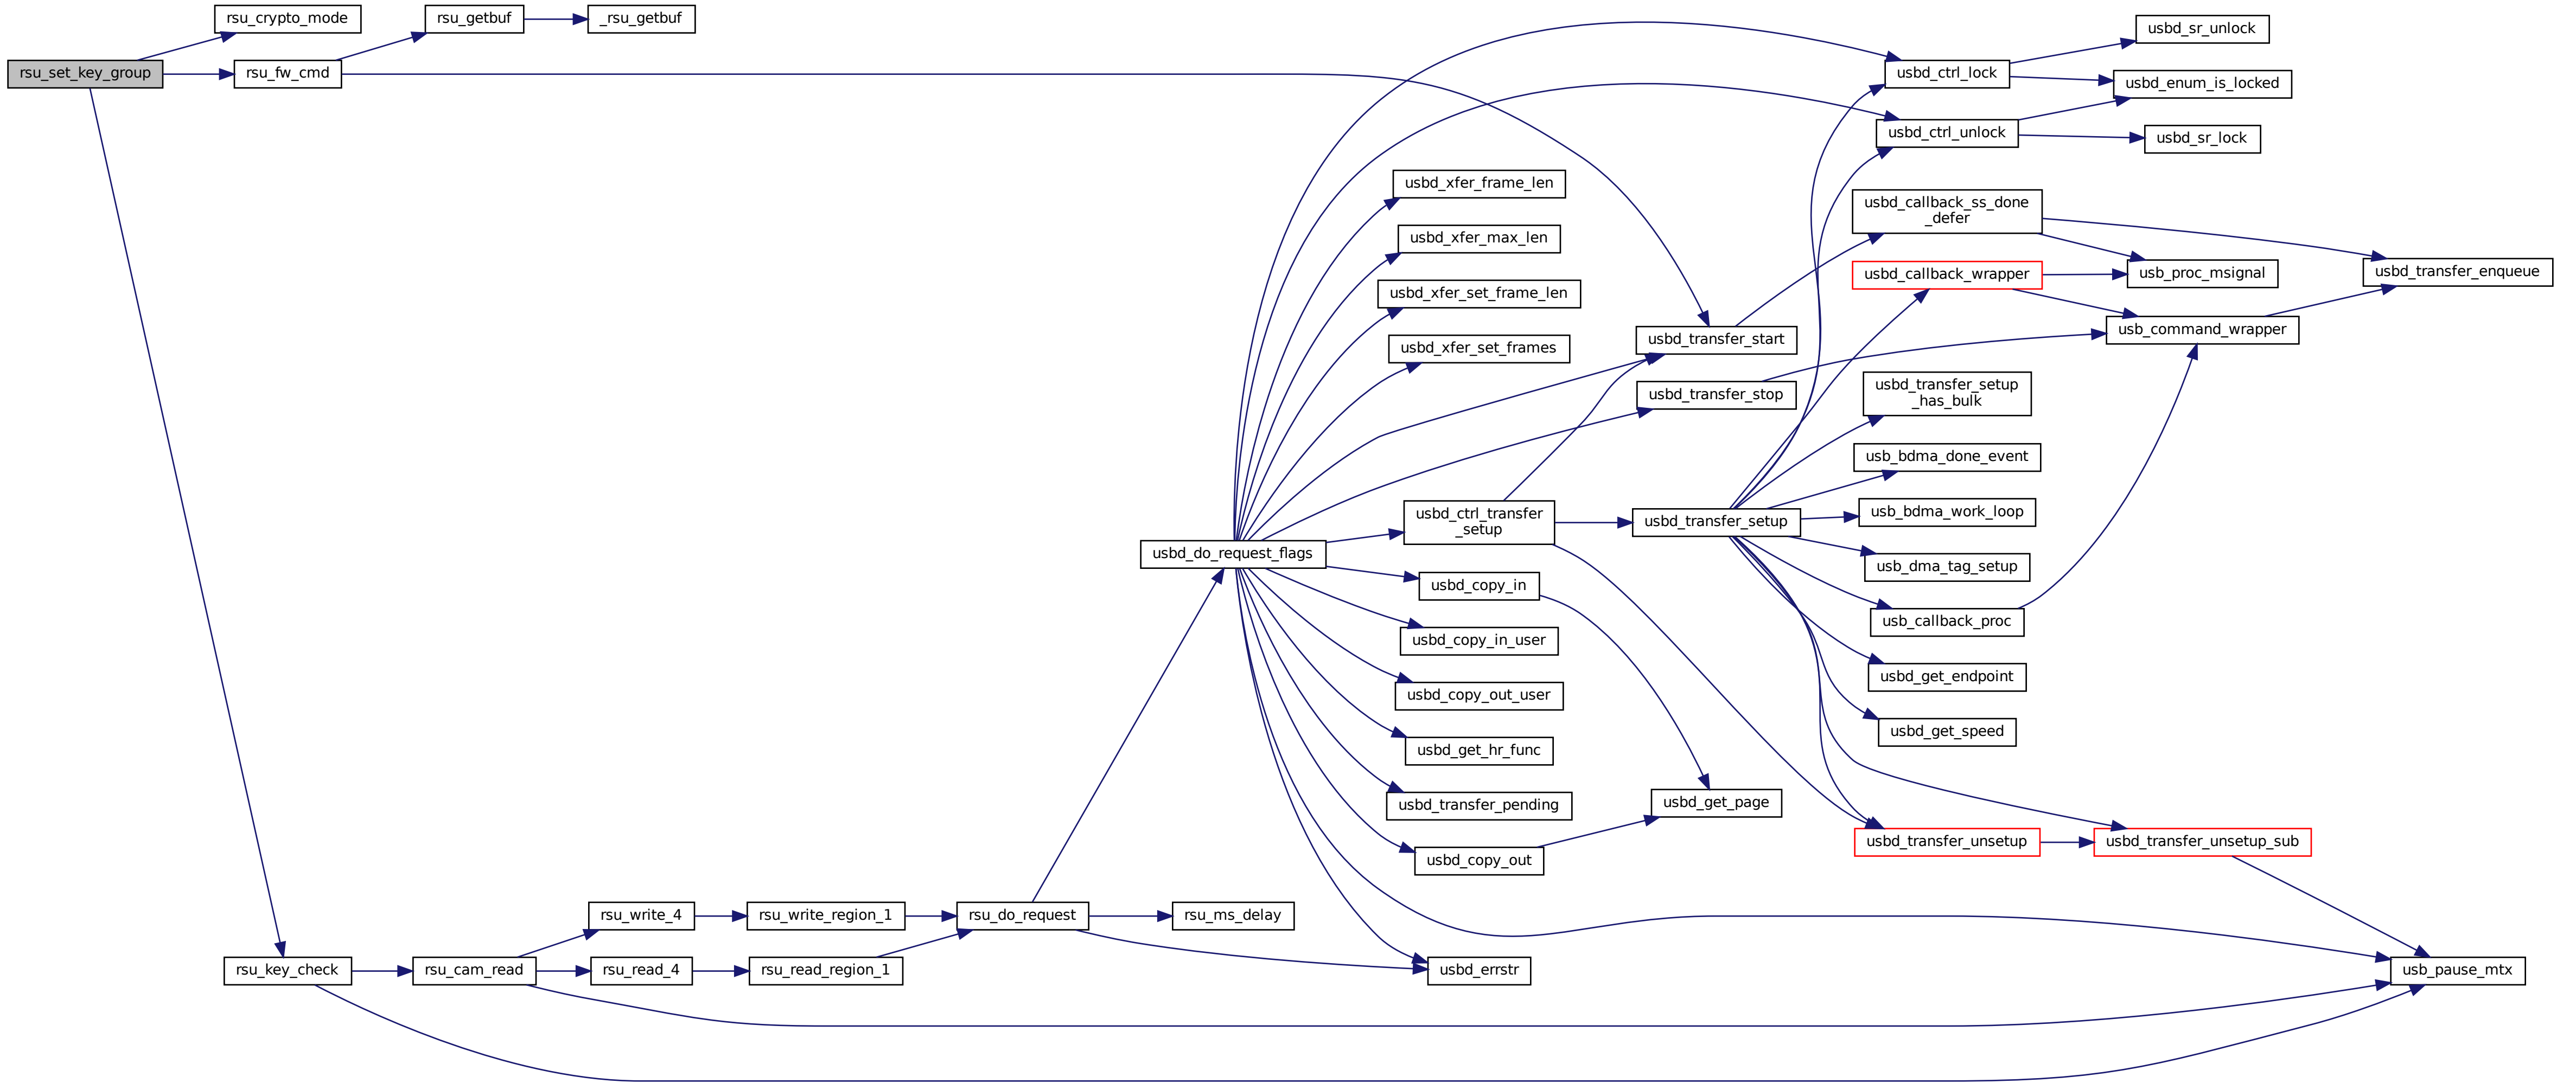 rsu_set_key_group
rsu_crypto_mode
rsu_fw_cmd
rsu_getbuf
_rsu_getbuf
rsu_key_check
rsu_cam_read
rsu_write_4
rsu_read_4
rsu_write_region_1
rsu_read_region_1
rsu_do_request
rsu_ms_delay
usbd_do_request_flags
usbd_xfer_frame_len
usbd_xfer_max_len
usbd_xfer_set_frame_len
usbd_xfer_set_frames
usbd_ctrl_transfer
_setup
usbd_copy_in
usbd_copy_in_user
usbd_copy_out_user
usbd_get_hr_func
usbd_transfer_pending
usbd_copy_out
usbd_errstr
usbd_transfer_start
usbd_transfer_stop
usbd_transfer_setup
usbd_get_page
usbd_ctrl_lock
usbd_ctrl_unlock
usbd_callback_ss_done
_defer
usbd_callback_wrapper
usbd_transfer_setup
_has_bulk
usb_bdma_done_event
usb_bdma_work_loop
usb_dma_tag_setup
usb_callback_proc
usbd_get_endpoint
usbd_get_speed
usbd_transfer_unsetup
usbd_sr_unlock
usbd_enum_is_locked
usbd_sr_lock
usb_proc_msignal
usb_command_wrapper
usbd_transfer_unsetup_sub
usbd_transfer_enqueue
usb_pause_mtx